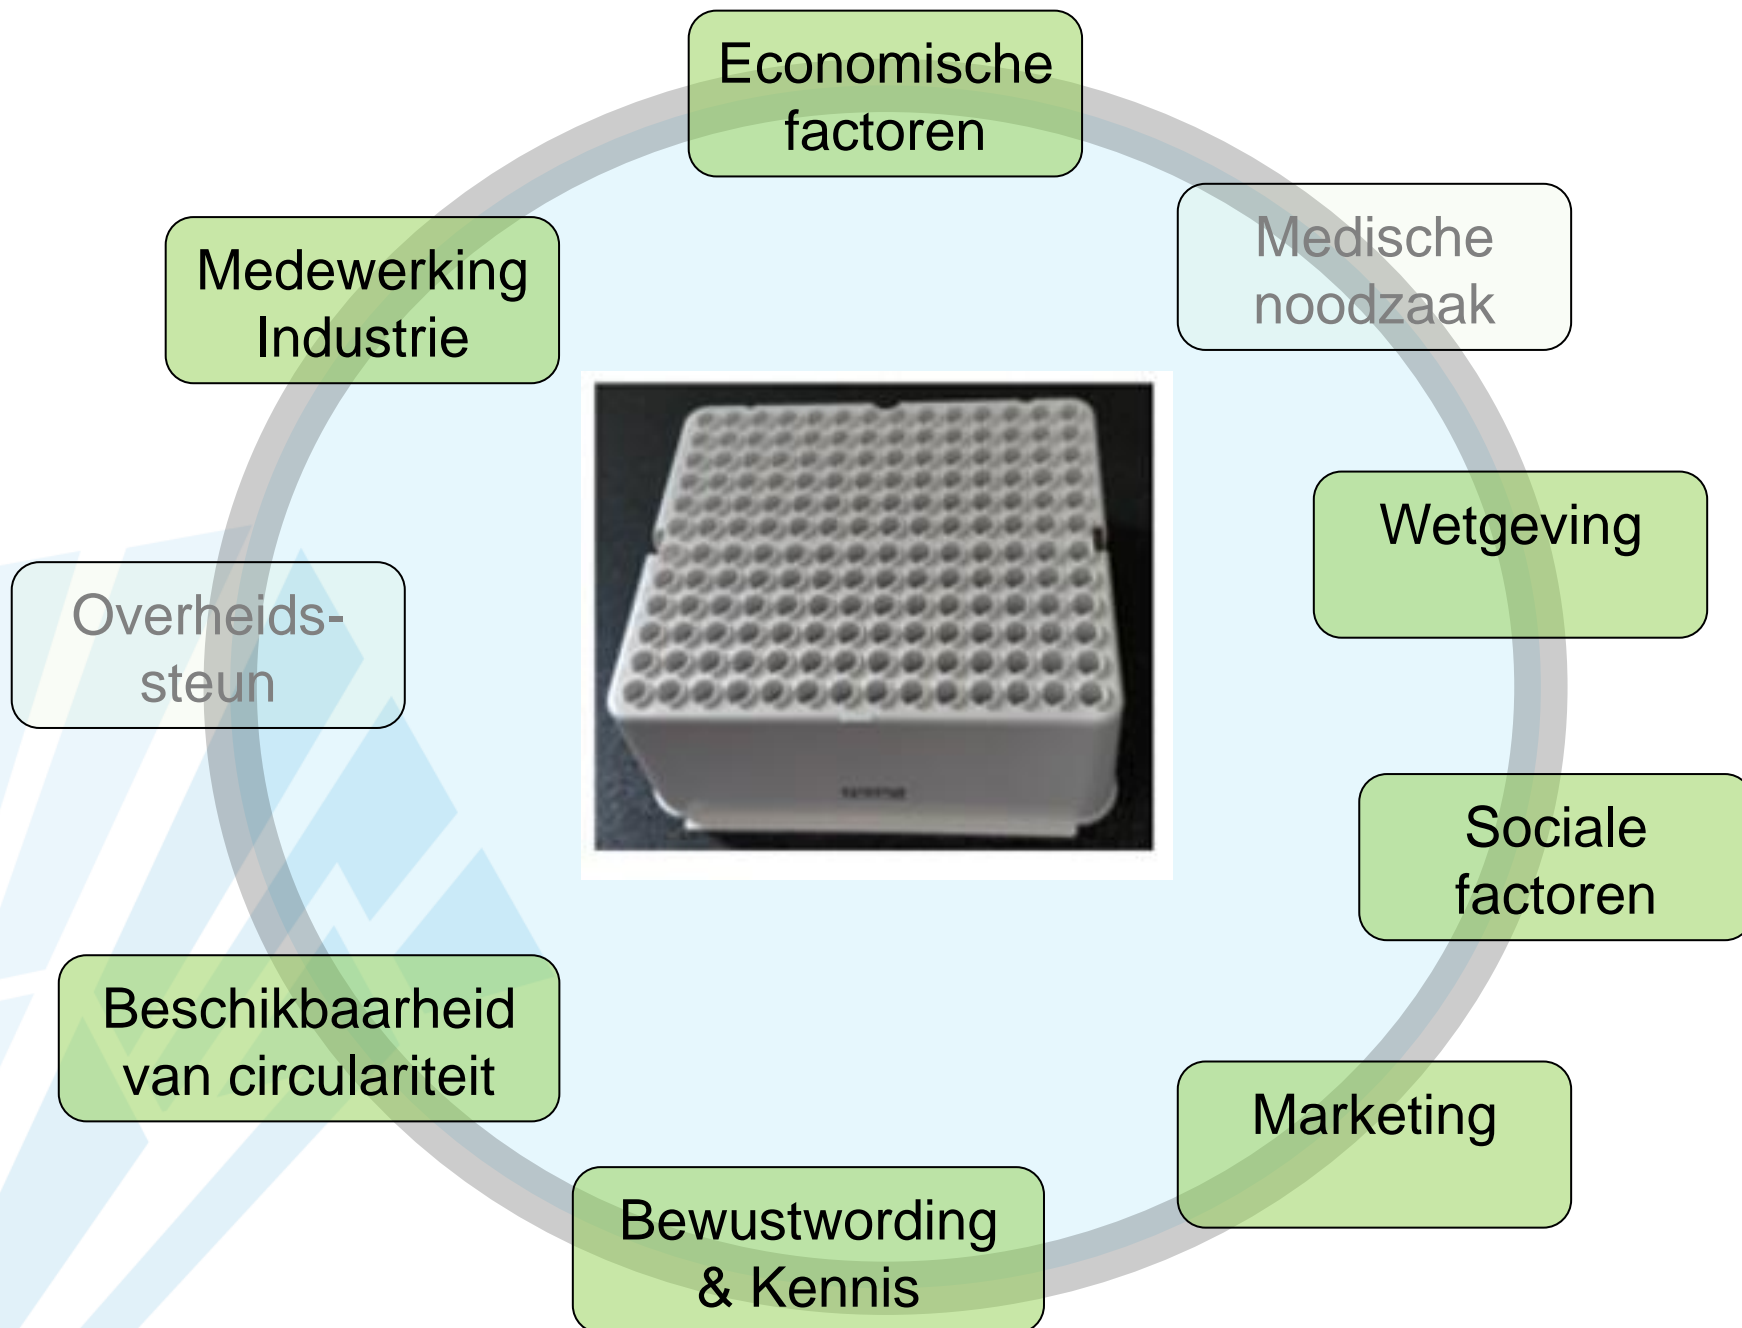 Economische
factoren
Medische
noodzaak
Medewerking
Industrie
Wetgeving
Overheids-
steun
Sociale
factoren
Beschikbaarheid
van circulariteit
Marketing
Bewustwording
& Kennis